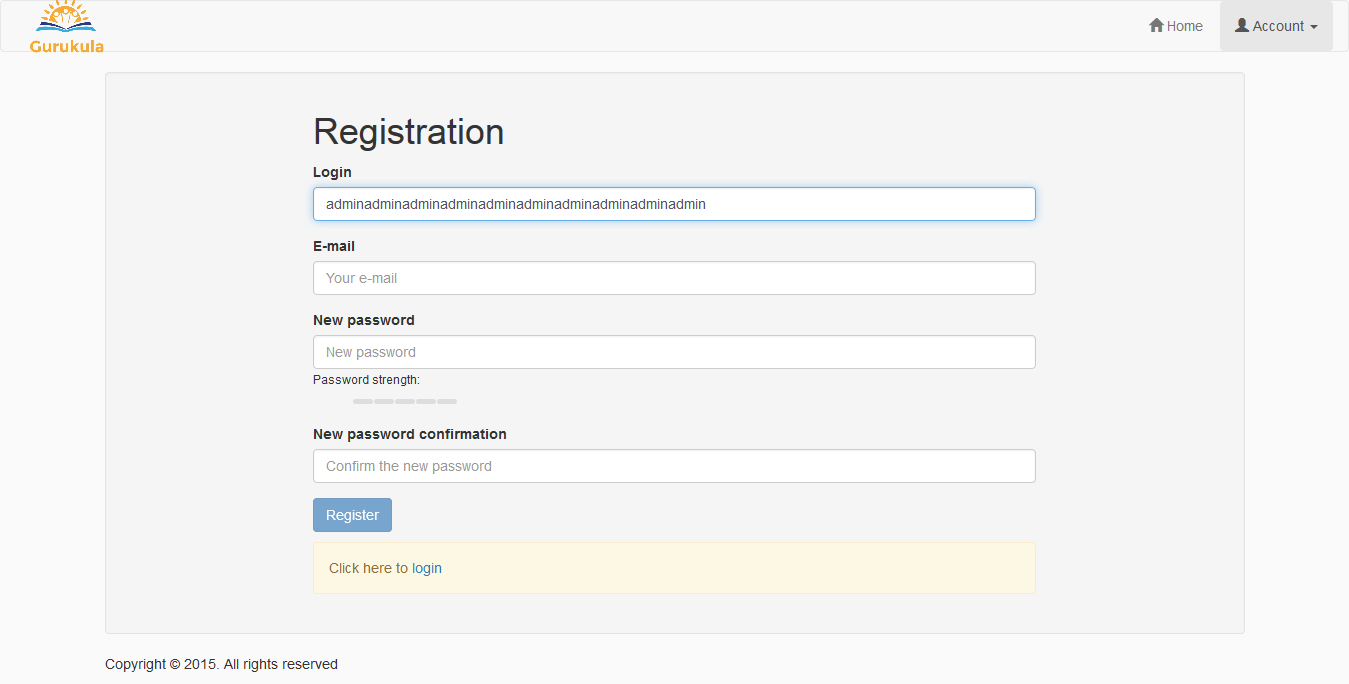 Gurukula
Home
Account
Registration
Login
adminadminadminadminadminadminadminadminadminadmin
E-mail
Your e-mail
New password
New password
Password strength:
New password confirmation
Confirm the new password
Register
Click here to login
Copyright © 2015. All rights reserved